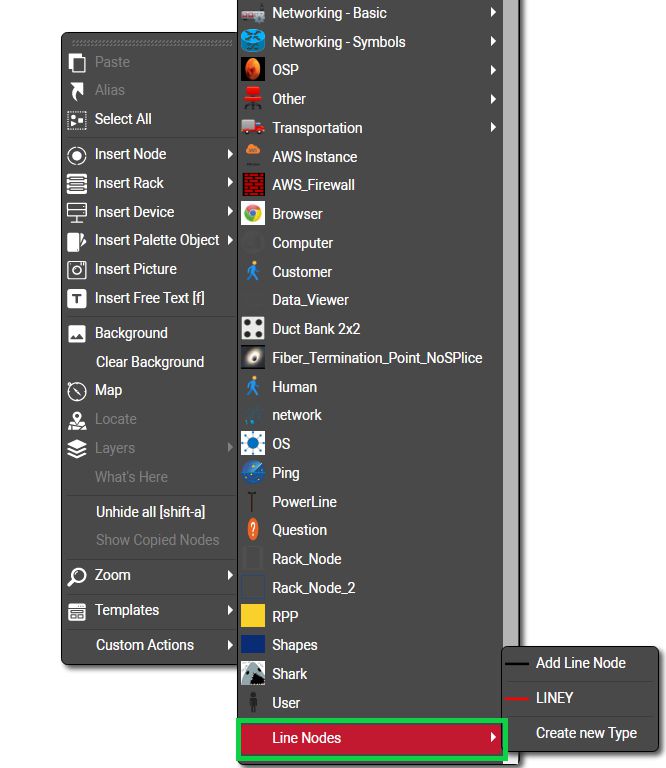 Paste
Alias
Select All
Insert Node
Insert Rack
Insert Device
Insert Palette Object
Insert Picture
Insert Free Text [f]
Background
Clear Background
Map
Locate
Layers
What's Here
Unhide all [shift-a]
Show Copied Nodes
Zoom
Templates
Custom Actions
Networking - Basic
Networking - Symbols
OSP
Other
Transportation
AWS Instance
AWS_Firewall
Browser
Computer
Customer
Data_Viewer
Duct Bank 2x2
Fiber_Termination_Point_NoSPlice
Human
network
OS
Ping
PowerLine
Question
Rack_Node
Rack_Node_2
RPP
Shapes
Shark
User
Line Nodes
Add Line Node
LINEY
Create new Type